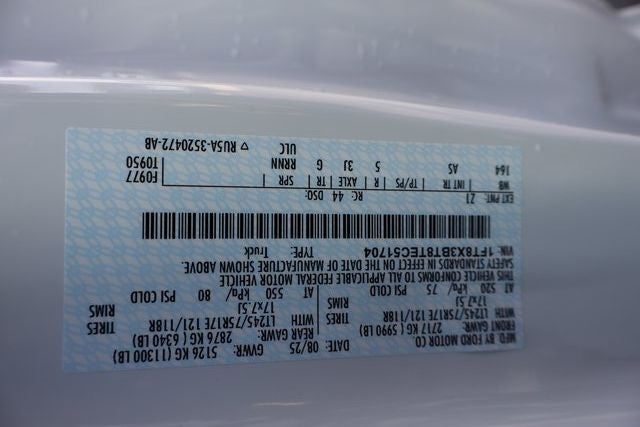 MFD. BY FORD MOTOR CO.
DATE: 08/25 GVWR: 5126 KG (11300 LB)
FRONT GAWR: REAR GAWR:
2717 KG (5990 LB) 2876 KG (6340 LB)
WITH LT245/75R17E 121/118R TIRES WITH LT245/75R17E 121/118R TIRES
17x7.5J RIMS 17x7.5J RIMS
AT 520 kPa/ 75 PSI COLD AT 550 kPa/ 80 PSI COLD
THIS VEHICLE CONFORMS TO ALL APPLICABLE FEDERAL MOTOR VEHICLE
SAFETY STANDARDS IN EFFECT ON THE DATE OF MANUFACTURE SHOWN ABOVE.
VIN: 1FT8X3BT8TEC51704 TYPE: Truck
EXT PNT: Z1 RC: 44 DSO: F0977
WB INT TR TP/PS R AXLE TR SPR T0950
164 AS 5 3J G RRNN
ULC
▽ RU5A-3520472-AB